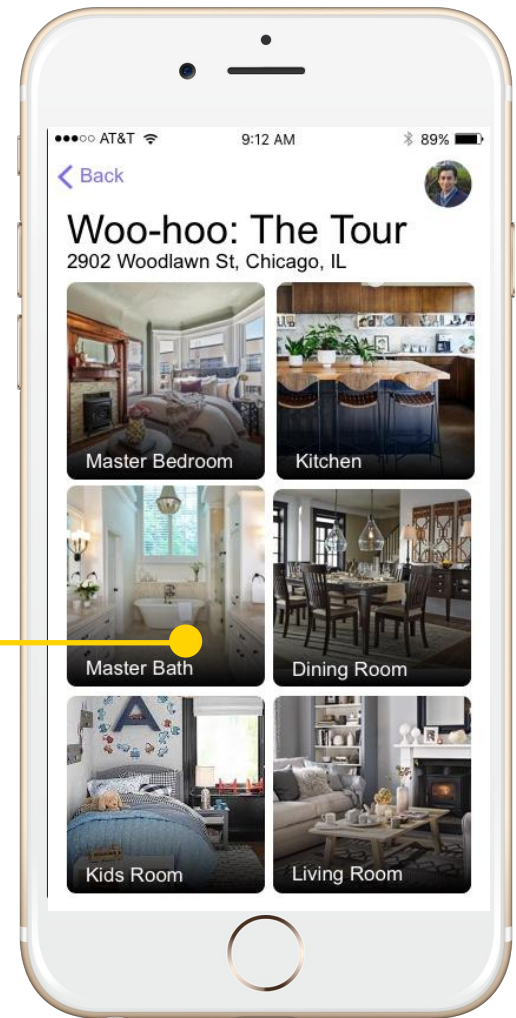 AT&T 9:12 AM 89%
Back
Woo-hoo: The Tour
2902 Woodlawn St, Chicago, IL
Master Bedroom
Kitchen
Master Bath
Dining Room
A
Kids Room
Living Room